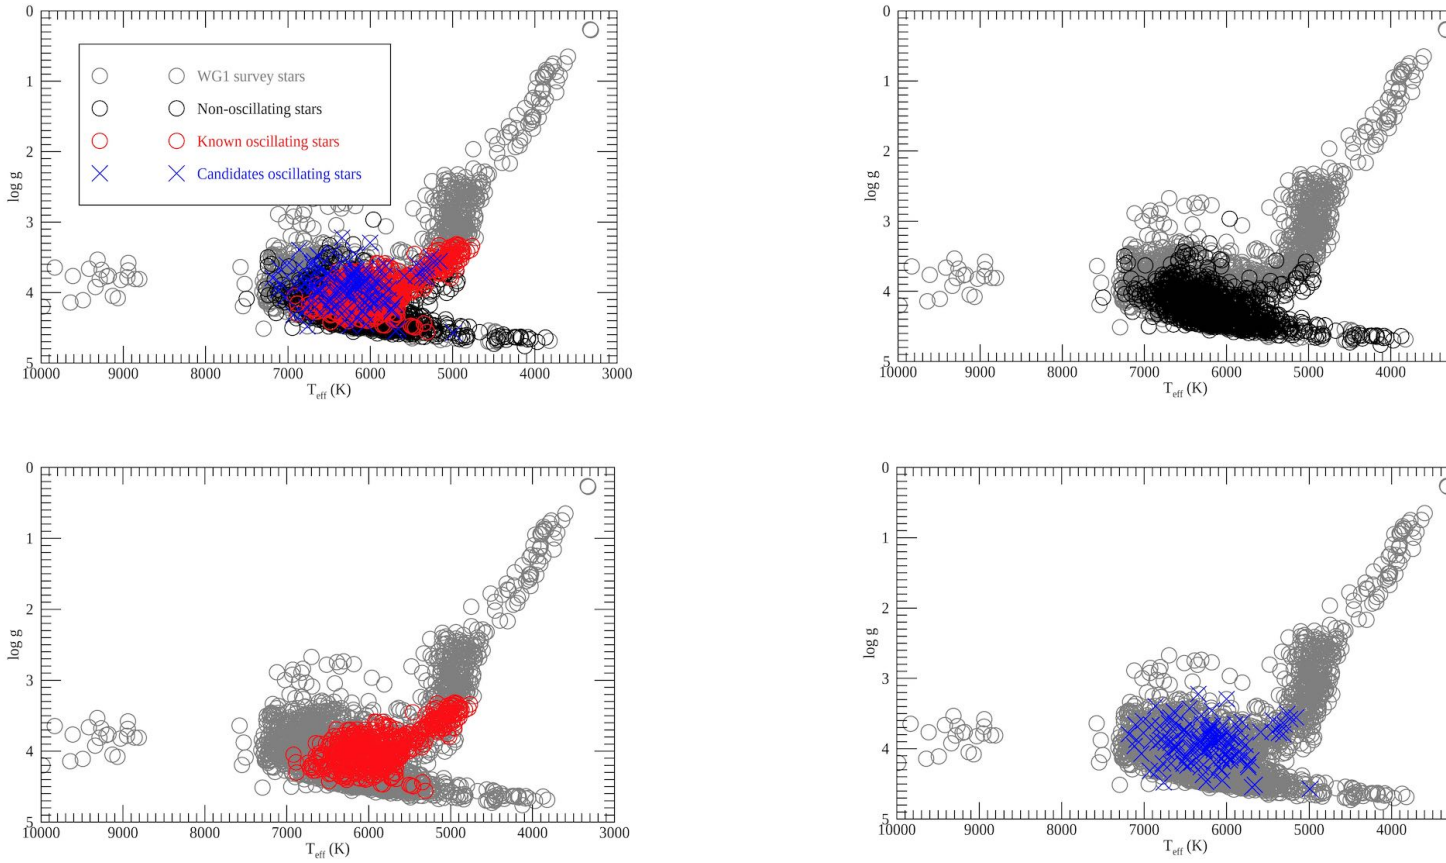 0
WG1 survey stars
1
Non-oscillating stars
Known oscillating stars
2
Candidates oscillating stars
log g
3
4
5
10000 9000 8000 7000 6000 5000 4000 3000
T_eff (K)
0
1
2
log g
3
4
5
10000 9000 8000 7000 6000 5000 4000
T_eff (K)
0
1
2
log g
3
4
5
10000 9000 8000 7000 6000 5000 4000 3000
T_eff (K)
0
1
2
log g
3
4
5
10000 9000 8000 7000 6000 5000 4000
T_eff (K)